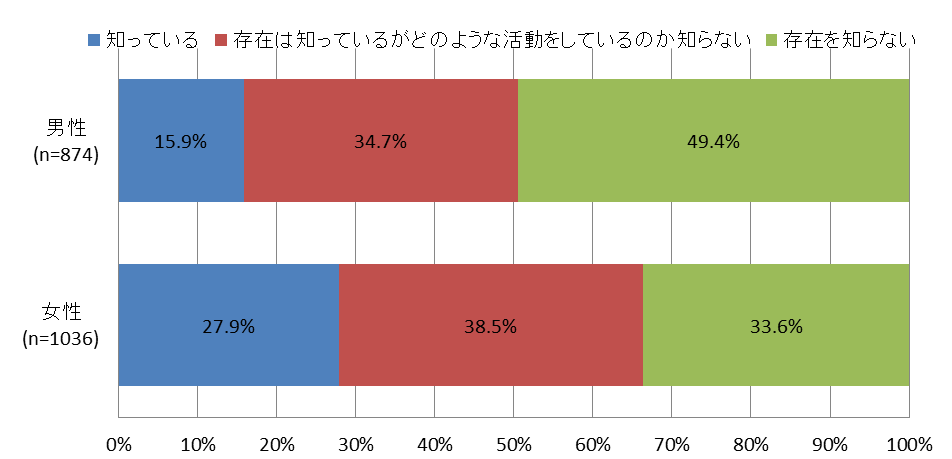 知っている 存在は知っているがどのような活動をしているのか知らない 存在を知らない
男性
(n=874)
15.9% 34.7% 49.4%
女性
(n=1036)
27.9% 38.5% 33.6%
0% 10% 20% 30% 40% 50% 60% 70% 80% 90% 100%